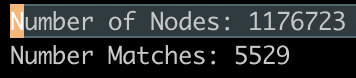 Number of Nodes: 1176723
Number Matches: 5529